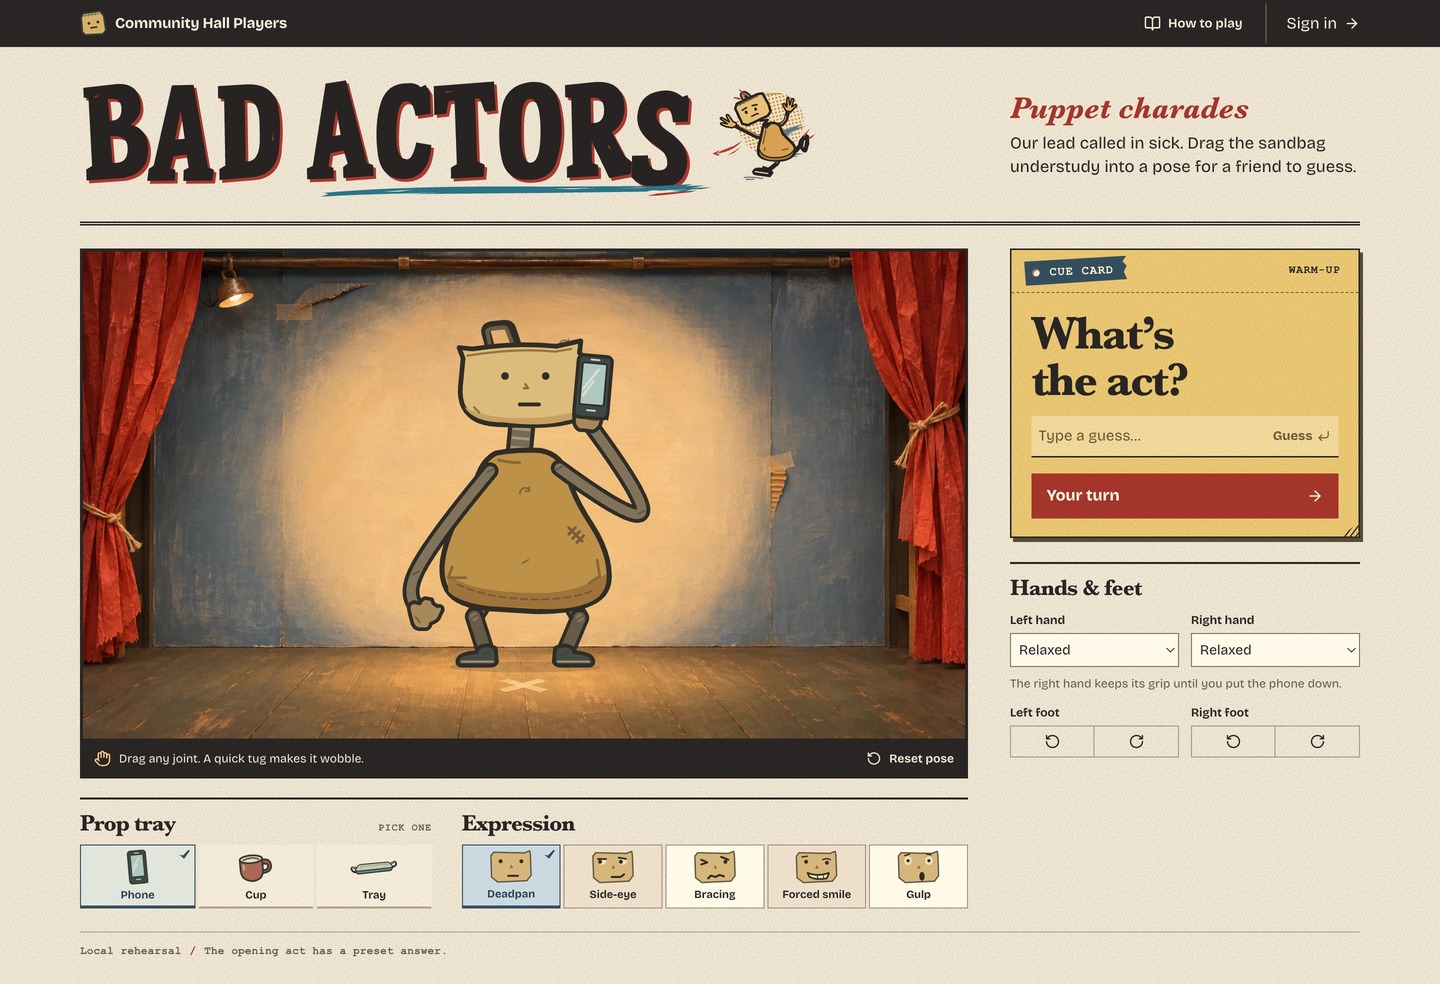 Community Hall Players
How to play
Sign in
BAD ACTORS
Puppet charades
Our lead called in sick. Drag the sandbag
understudy into a pose for a friend to guess.
CUE CARD
WARM-UP
What's
the act?
Type a guess...
Guess
Your turn
Drag any joint. A quick tug makes it wobble.
Reset pose
Hands & feet
Left hand
Right hand
Relaxed
Relaxed
The right hand keeps its grip until you put the phone down.
Left foot
Right foot
Prop tray
PICK ONE
Phone
Cup
Tray
Expression
Deadpan
Side-eye
Bracing
Forced smile
Gulp
Local rehearsal / The opening act has a preset answer.